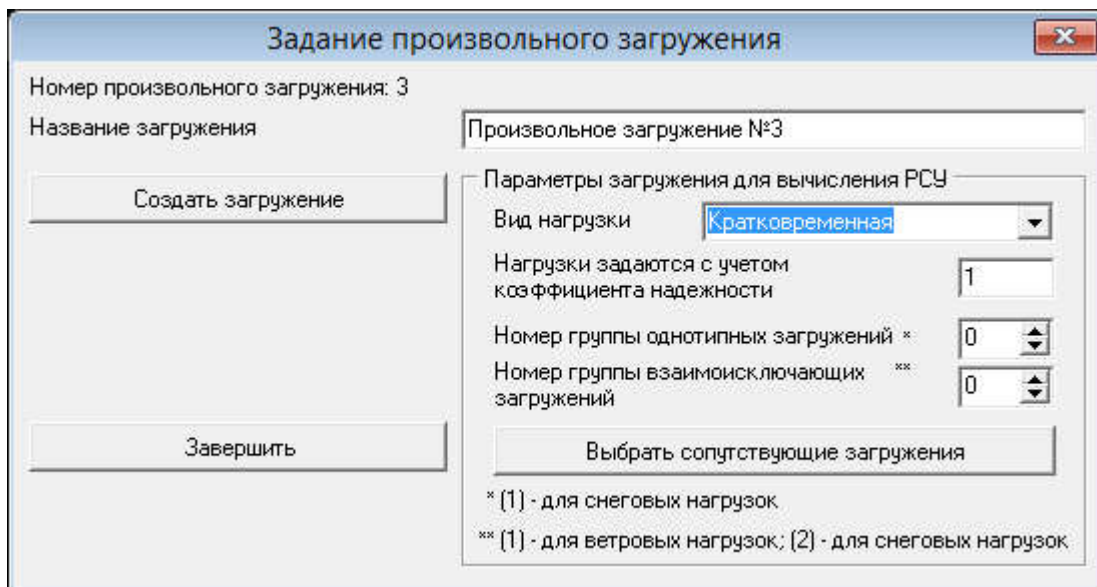 Задание произвольного загружения
Номер произвольного загружения: 3
Название загружения
Произвольное загружение №3
Создать загружение
Завершить
Параметры загружения для вычисления РСУ
Вид нагрузки
Кратковременная
Нагрузки задаются с учетом
коэффициента надежности
1
Номер группы однотипных загружений *
0
Номер группы взаимоисключающих **
загружений
0
Выбрать сопутствующие загружения
* (1) - для снеговых нагрузок
** (1) - для ветровых нагрузок; (2) - для снеговых нагрузок